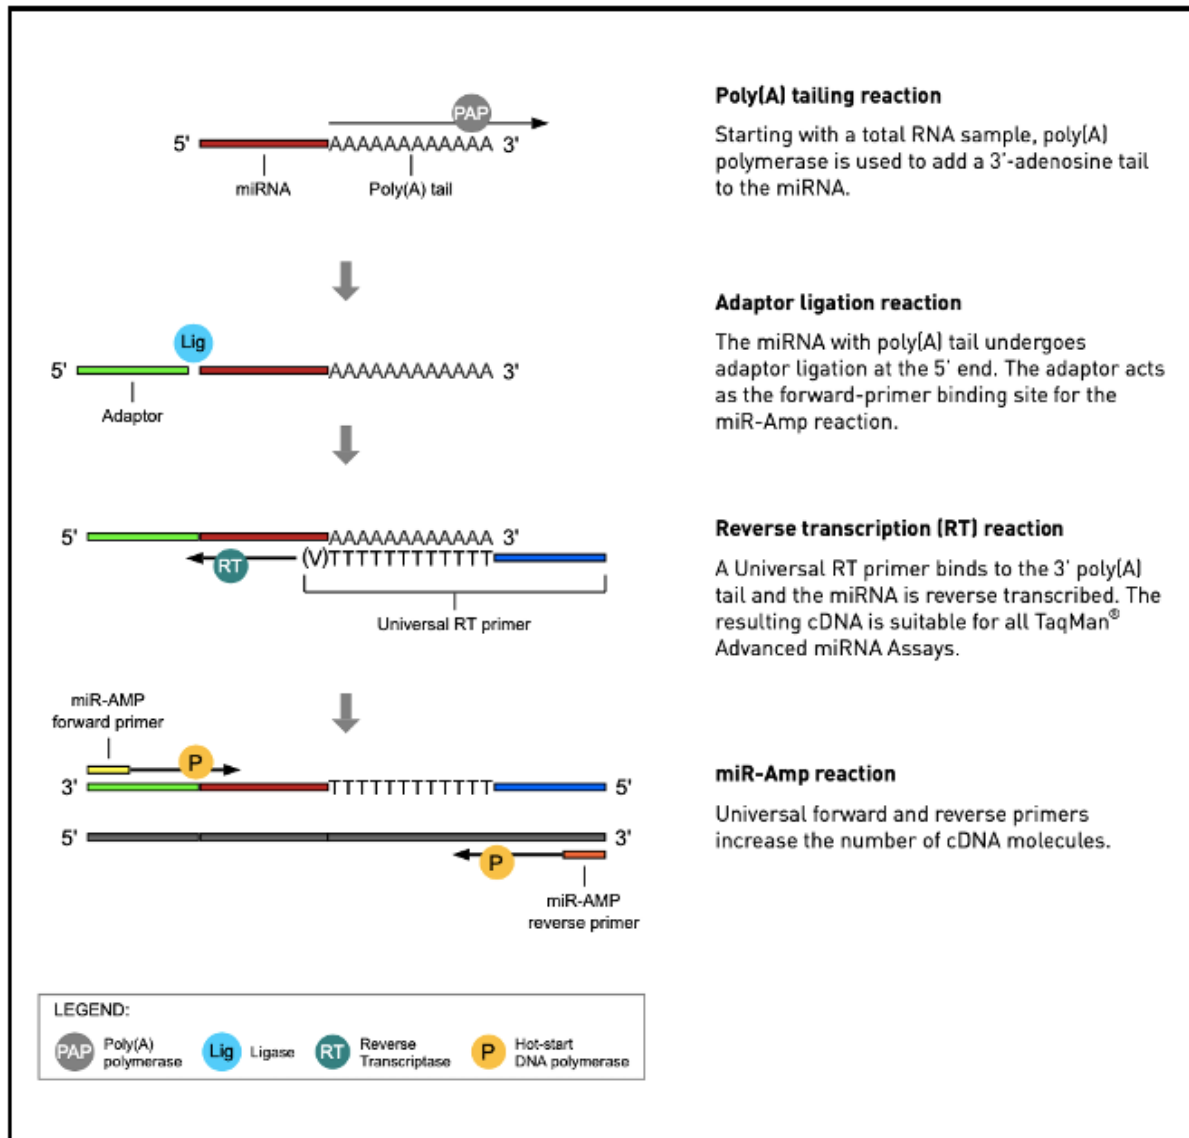 Poly(A) tailing reaction
Starting with a total RNA sample, poly(A)
polymerase is used to add a 3'-adenosine tail
to the miRNA.
PAP
5' AAAAAAAAAAAA 3'
miRNA
Poly(A) tail
Adaptor ligation reaction
The miRNA with poly(A) tail undergoes
adaptor ligation at the 5' end. The adaptor acts
as the forward-primer binding site for the
miR-Amp reaction.
Lig
5' AAAAAAAAAAAA 3'
Adaptor
Reverse transcription (RT) reaction
A Universal RT primer binds to the 3' poly(A)
tail and the miRNA is reverse transcribed. The
resulting cDNA is suitable for all TaqMan®
Advanced miRNA Assays.
5' AAAAAAAAAAAA 3'
RT (V)TTTTTTTTTTTT
Universal RT primer
miR-AMP
forward primer
P
3' TTTTTTTTTTTT 5'
5' 3'
P
miR-AMP
reverse primer
miR-Amp reaction
Universal forward and reverse primers
increase the number of cDNA molecules.
LEGEND:
PAP Poly(A)
polymerase
Lig Ligase
RT Reverse
Transcriptase
P Hot-start
DNA polymerase